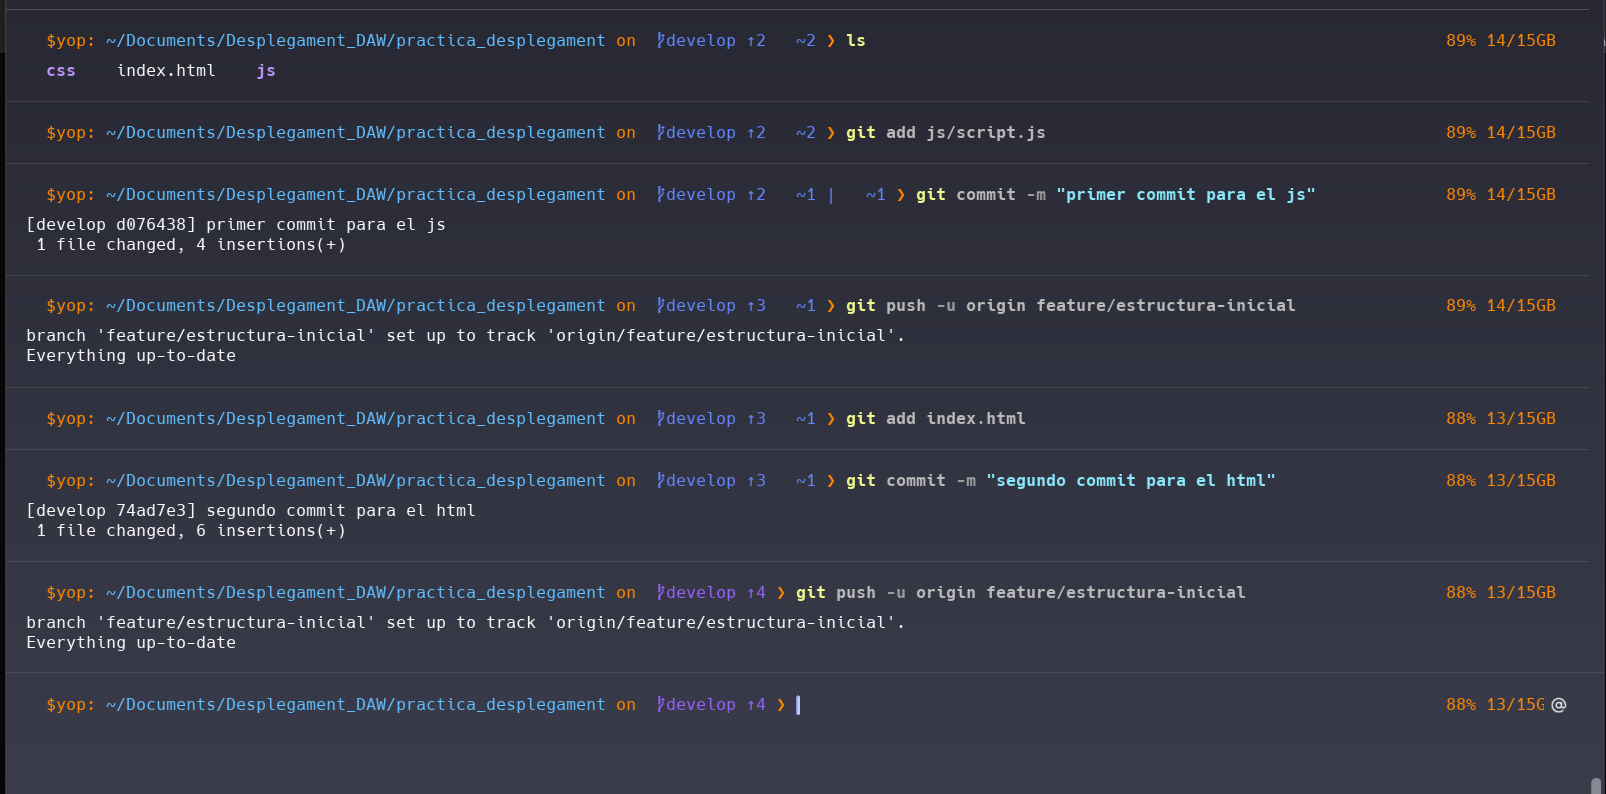 $yop: ~/Documents/Desplegament_DAW/practica_desplegament on develop ↑2 ~2 ❯ ls 89% 14/15GB
css index.html js
$yop: ~/Documents/Desplegament_DAW/practica_desplegament on develop ↑2 ~2 ❯ git add js/script.js 89% 14/15GB
$yop: ~/Documents/Desplegament_DAW/practica_desplegament on develop ↑2 ~1 | ~1 ❯ git commit -m "primer commit para el js" 89% 14/15GB
[develop d076438] primer commit para el js
1 file changed, 4 insertions(+)
$yop: ~/Documents/Desplegament_DAW/practica_desplegament on develop ↑3 ~1 ❯ git push -u origin feature/estructura-inicial 89% 14/15GB
branch 'feature/estructura-inicial' set up to track 'origin/feature/estructura-inicial'.
Everything up-to-date
$yop: ~/Documents/Desplegament_DAW/practica_desplegament on develop ↑3 ~1 ❯ git add index.html 88% 13/15GB
$yop: ~/Documents/Desplegament_DAW/practica_desplegament on develop ↑3 ~1 ❯ git commit -m "segundo commit para el html" 88% 13/15GB
[develop 74ad7e3] segundo commit para el html
1 file changed, 6 insertions(+)
$yop: ~/Documents/Desplegament_DAW/practica_desplegament on develop ↑4 ❯ git push -u origin feature/estructura-inicial 88% 13/15GB
branch 'feature/estructura-inicial' set up to track 'origin/feature/estructura-inicial'.
Everything up-to-date
$yop: ~/Documents/Desplegament_DAW/practica_desplegament on develop ↑4 ❯ 88% 13/15G @